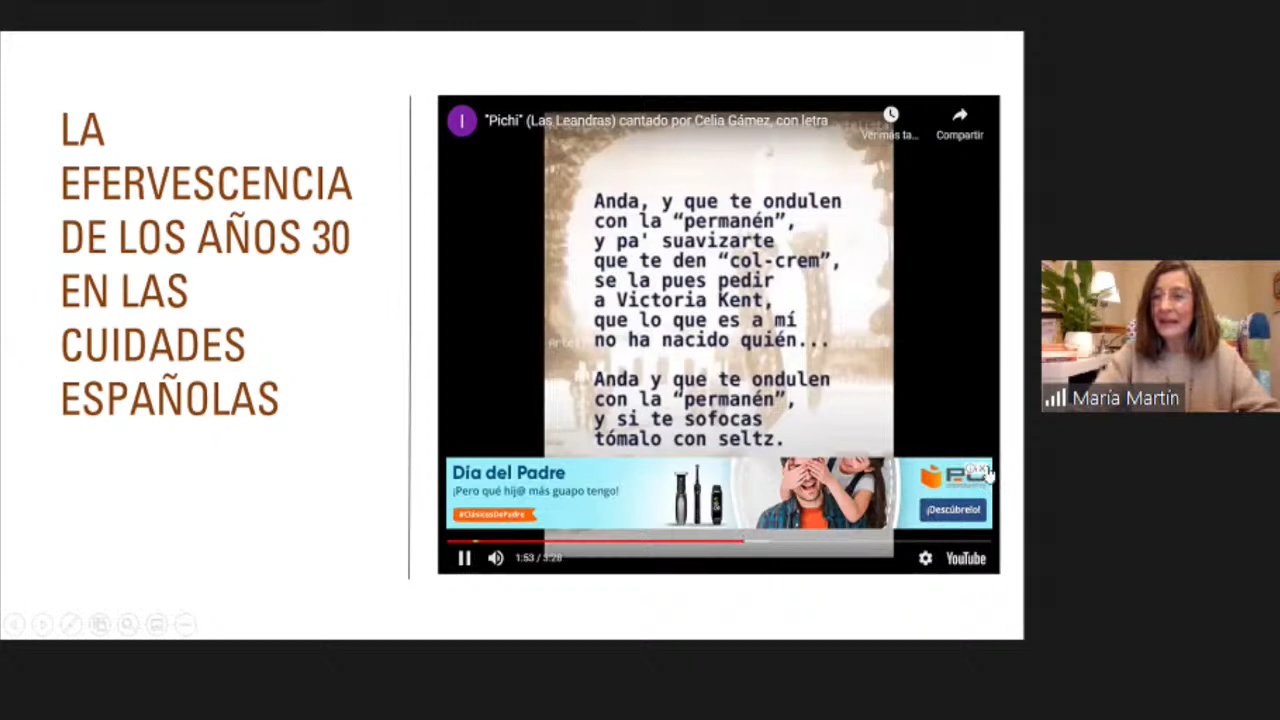 LA
EFERVESCENCIA
DE LOS AÑOS 30
EN LAS
CUIDADES
ESPAÑOLAS
I
"Pichi" (Las Leandras) cantado por Celia Gámez, con letra
Ver más ta...
Compartir
Anda, y que te ondulen
con la “permanén”,
y pa' suavizarte
que te den “col-crem”,
se la pues pedir
a Victoria Kent,
que lo que es a mí
no ha nacido quién...
Anda y que te ondulen
con la “permanén”,
y si te sofocas
tómalo con seltz.
Día del Padre
¡Pero qué hij@ más guapo tengo!
#ClásicosDePadre
¡Descúbrelo!
1:53 / 3:28
YouTube
María Martín